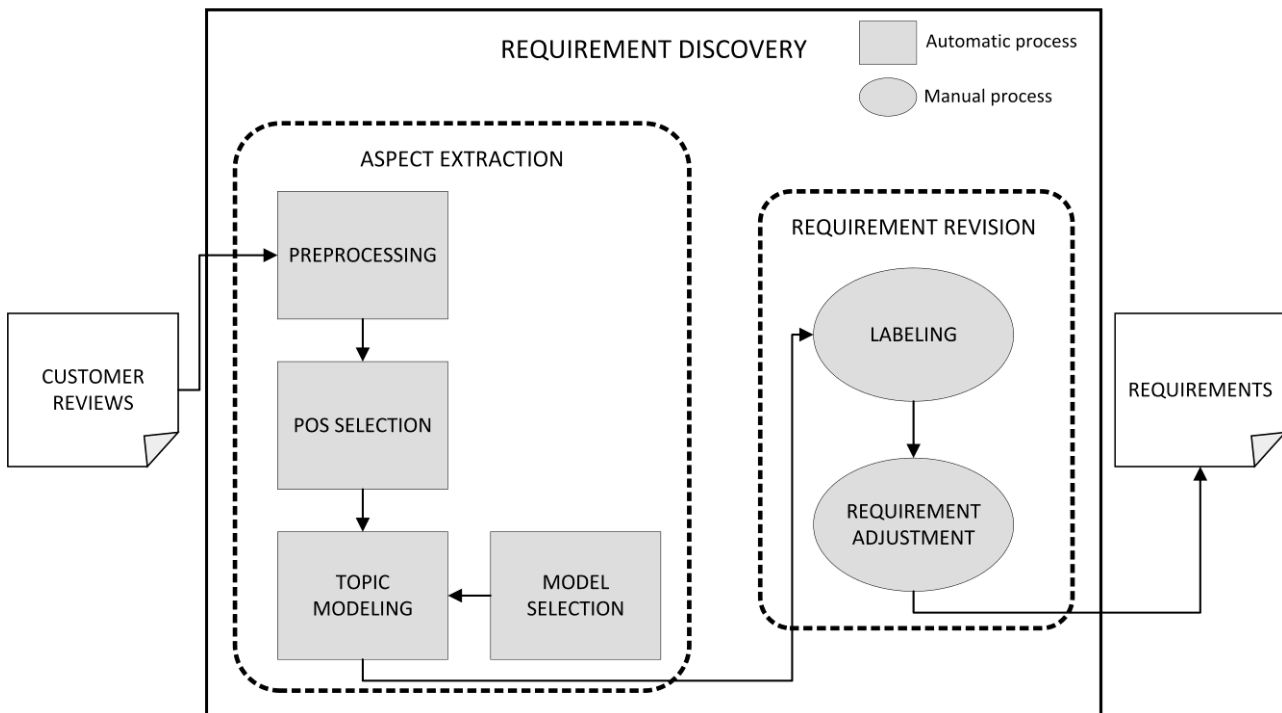 REQUIREMENT DISCOVERY
Automatic process
Manual process
ASPECT EXTRACTION
PREPROCESSING
POS SELECTION
TOPIC
MODELING
MODEL
SELECTION
REQUIREMENT REVISION
LABELING
REQUIREMENT
ADJUSTMENT
CUSTOMER
REVIEWS
REQUIREMENTS